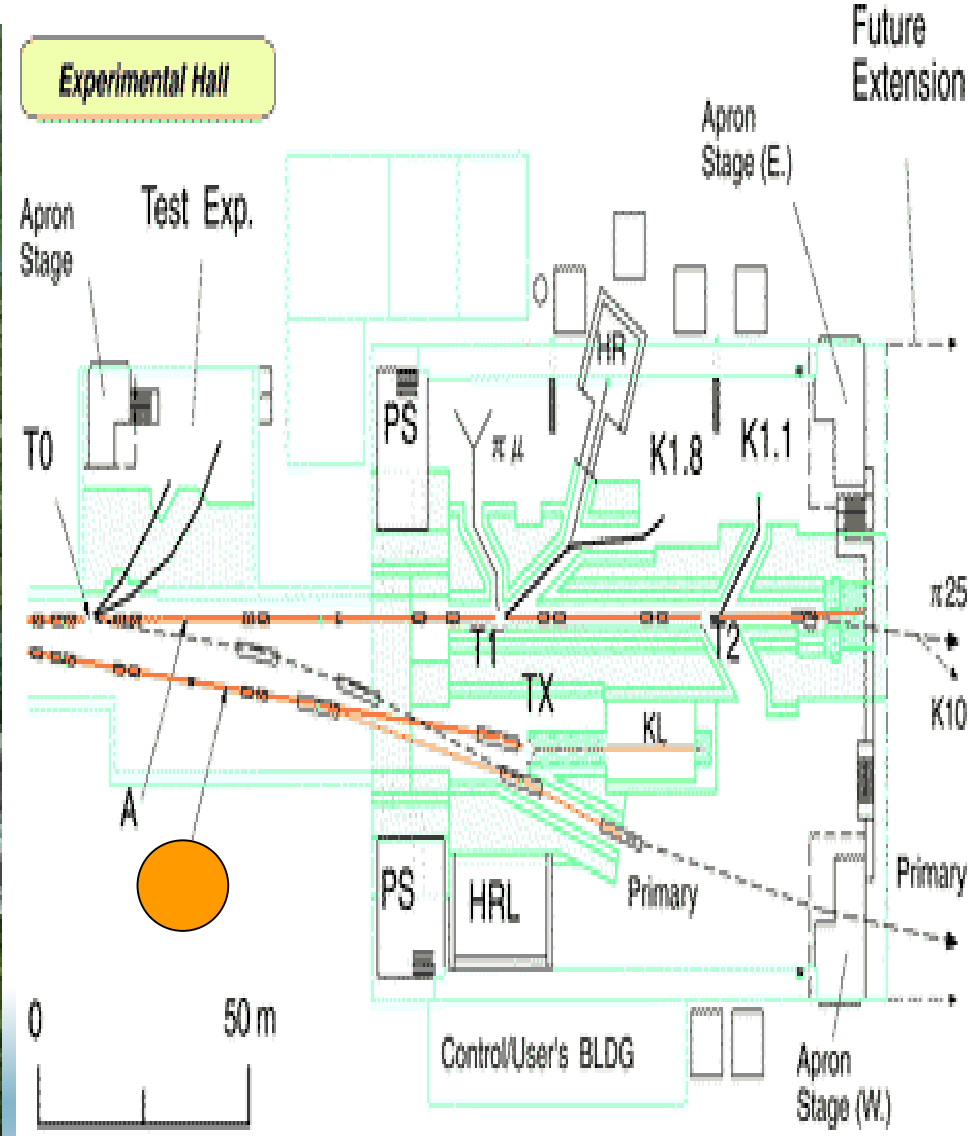 Future
Extension
Experimental Hall
Apron
Stage (E.)
Apron
Stage
Test Exp.
HR
PS
π μ
K1.8
K1.1
T0
π25
T1
T2
TX
KL
K10
A
PS
HRL
Primary
Primary
0
50 m
Control/User's BLDG
Apron
Stage (W.)